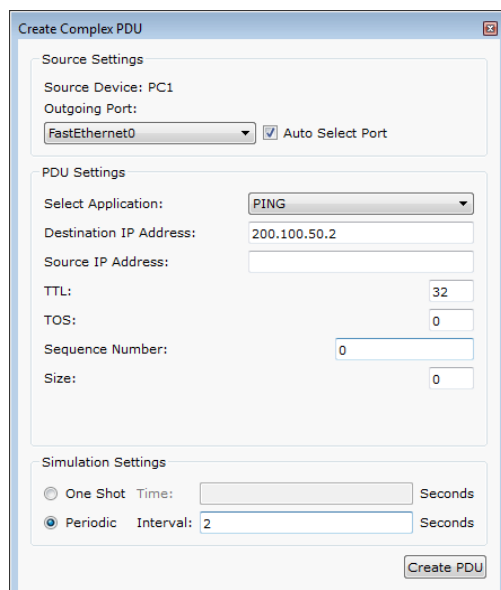 Create Complex PDU
Source Settings
Source Device: PC1
Outgoing Port:
FastEthernet0 Auto Select Port
PDU Settings
Select Application: PING
Destination IP Address: 200.100.50.2
Source IP Address:
TTL: 32
TOS: 0
Sequence Number: 0
Size: 0
Simulation Settings
One Shot Time: Seconds
Periodic Interval: 2 Seconds
Create PDU